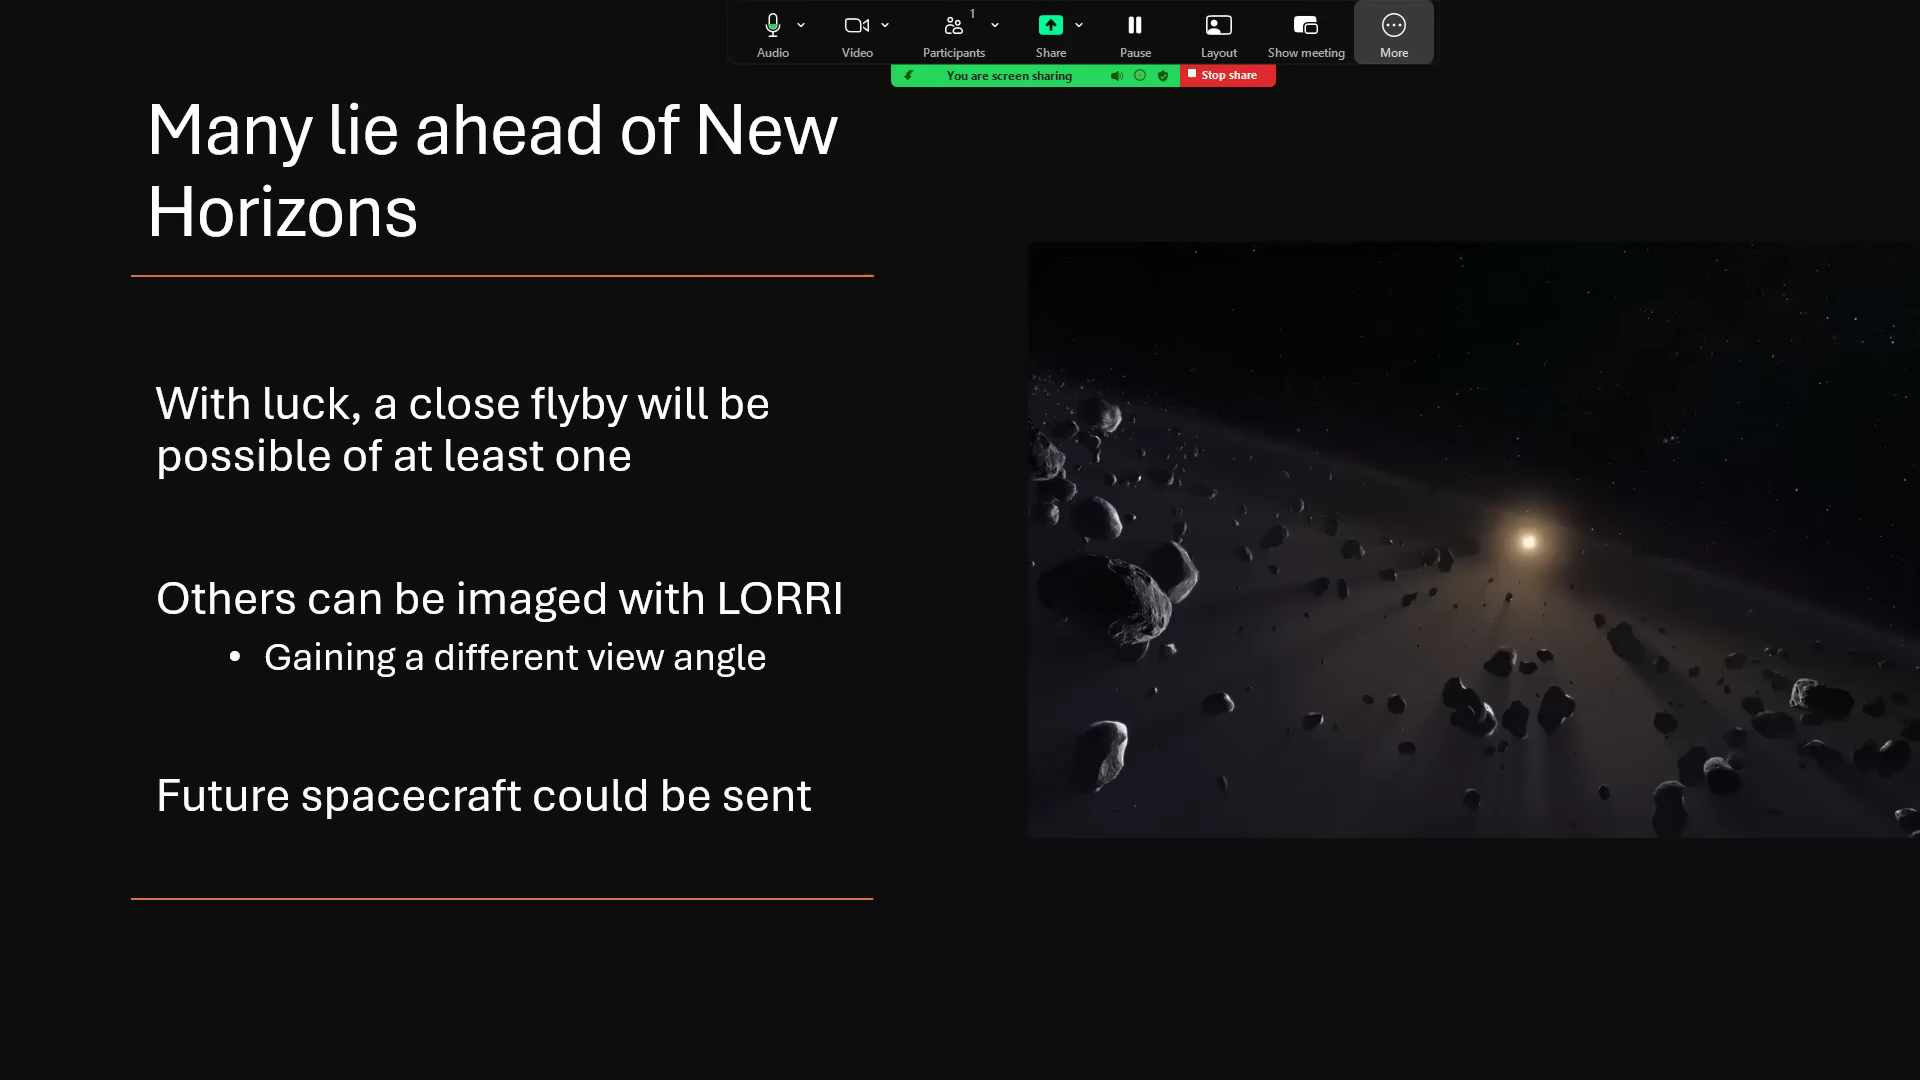 1
Audio
Video
Participants
Share
Pause
Layout
Show meeting
More
You are screen sharing
Stop share
Many lie ahead of New
Horizons
With luck, a close flyby will be
possible of at least one
Others can be imaged with LORRI
• Gaining a different view angle
Future spacecraft could be sent